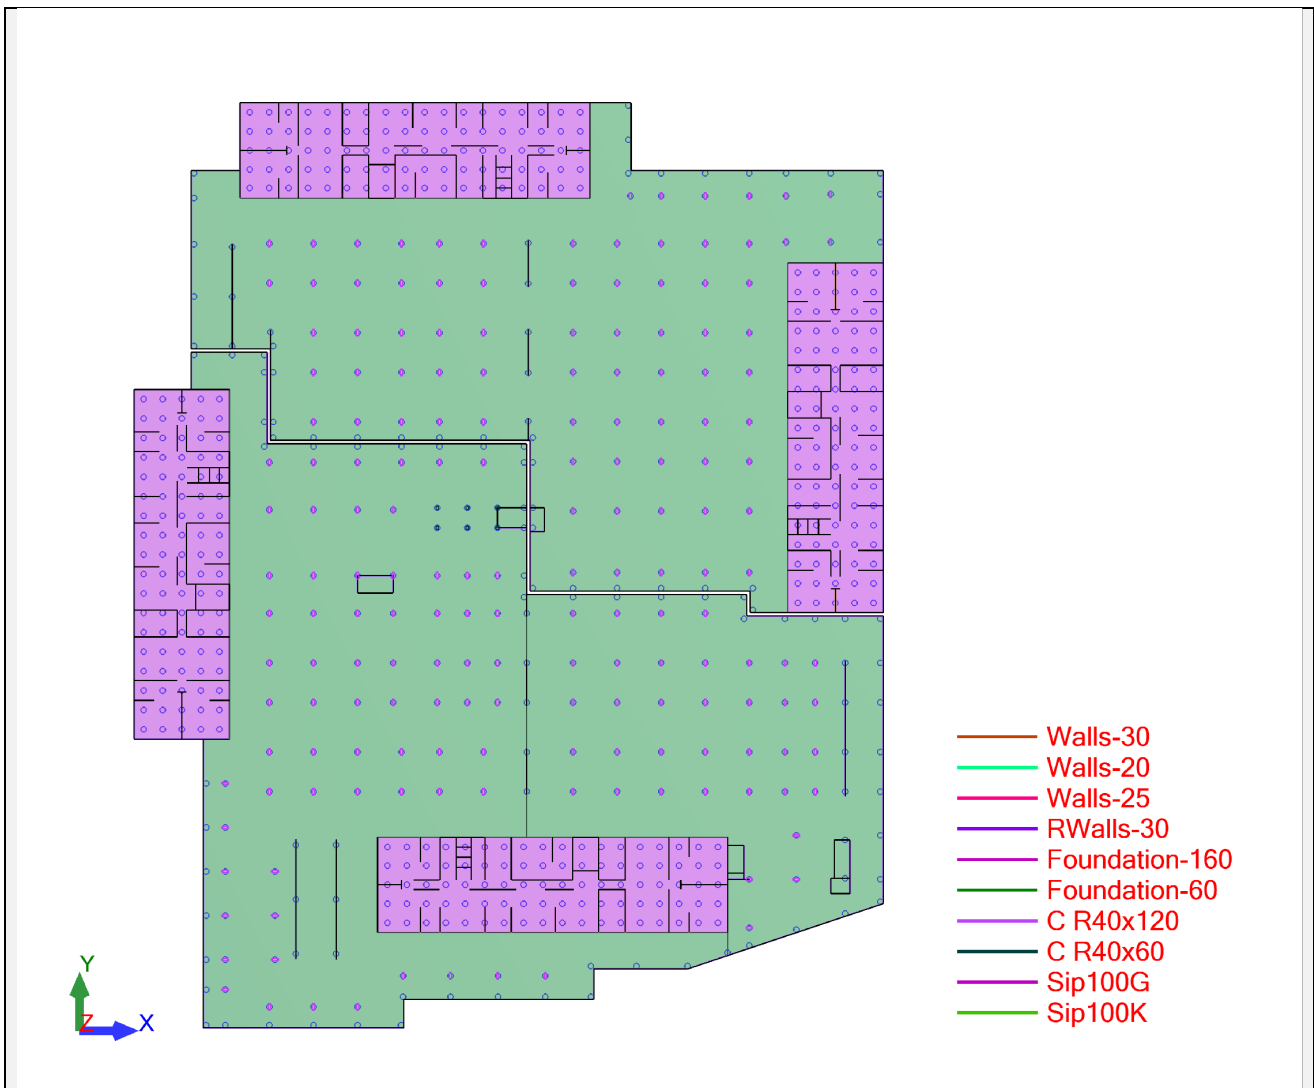 Walls-30
Walls-20
Walls-25
RWalls-30
Foundation-160
Foundation-60
C R40x120
C R40x60
Sip100G
Sip100K
Y
Z
X